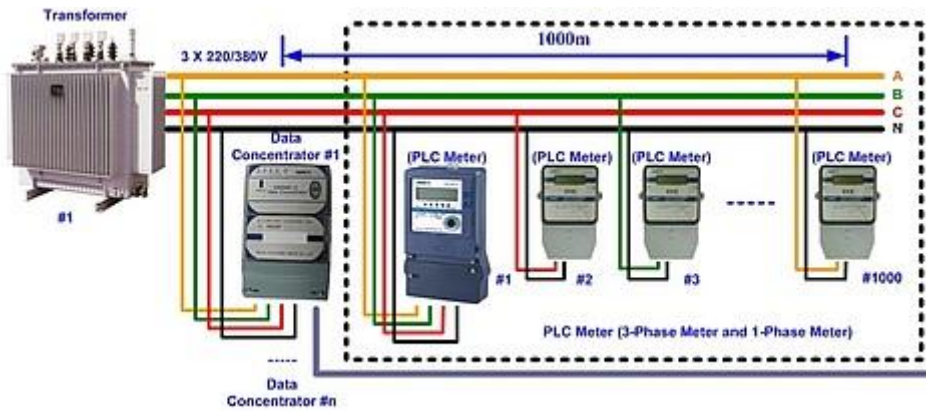 Transformer
3 X 220/380V
1000m
A
B
C
N
Data
Concentrator #1
(PLC Meter)
(PLC Meter)
(PLC Meter)
(PLC Meter)
#1
#1
#2
#3
#1000
PLC Meter (3-Phase Meter and 1-Phase Meter)
Data
Concentrator #n